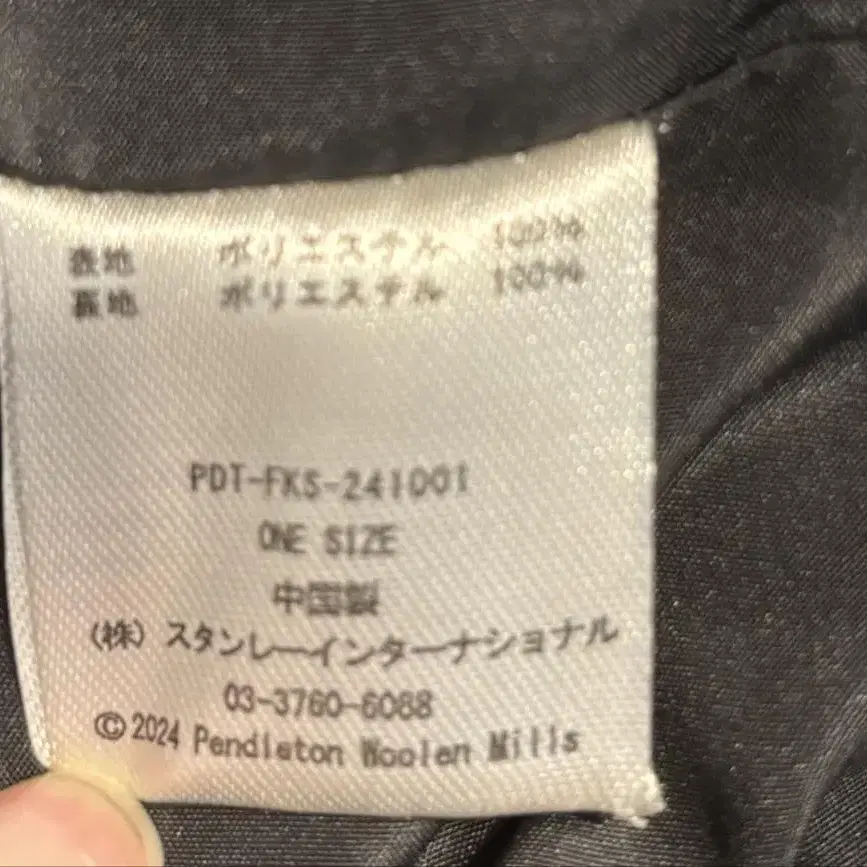 表地 ポリエステル 100%
裏地 ポリエステル 100%
PDT-FKS-241001
ONE SIZE
中国製
(株) スタンレーインターナショナル
03-3760-6088
© 2024 Pendleton Woolen Mills